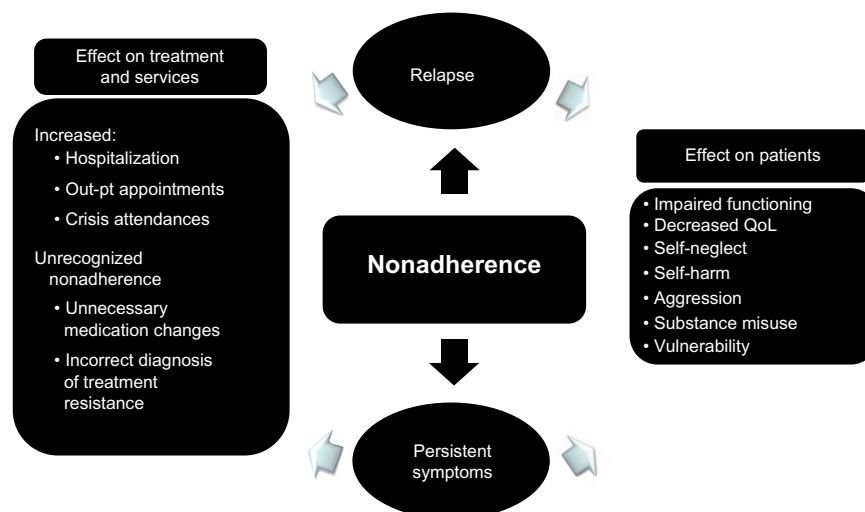 Effect on treatment
and services
Increased:
• Hospitalization
• Out-pt appointments
• Crisis attendances
Unrecognized
nonadherence
• Unnecessary
medication changes
• Incorrect diagnosis
of treatment
resistance
Relapse
Nonadherence
Persistent
symptoms
Effect on patients
• Impaired functioning
• Decreased QoL
• Self-neglect
• Self-harm
• Aggression
• Substance misuse
• Vulnerability